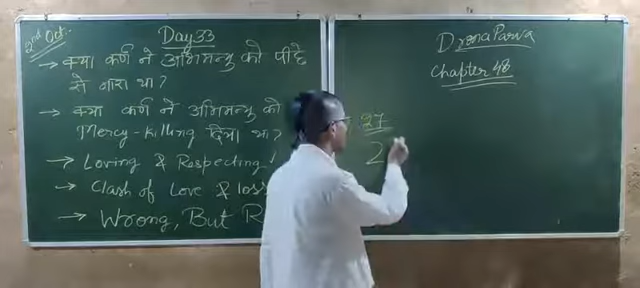 2nd Oct.
Day 33
→ क्या कर्ण ने अभिमन्यु को पीछे
से मारा था?
→ क्या कर्ण ने अभिमन्यु को
Mercy-killing दिया था?
→ Loving & Respecting!
→ Clash of Love & loss
→ Wrong, But R
Drona Parva
Chapter 48
27
2